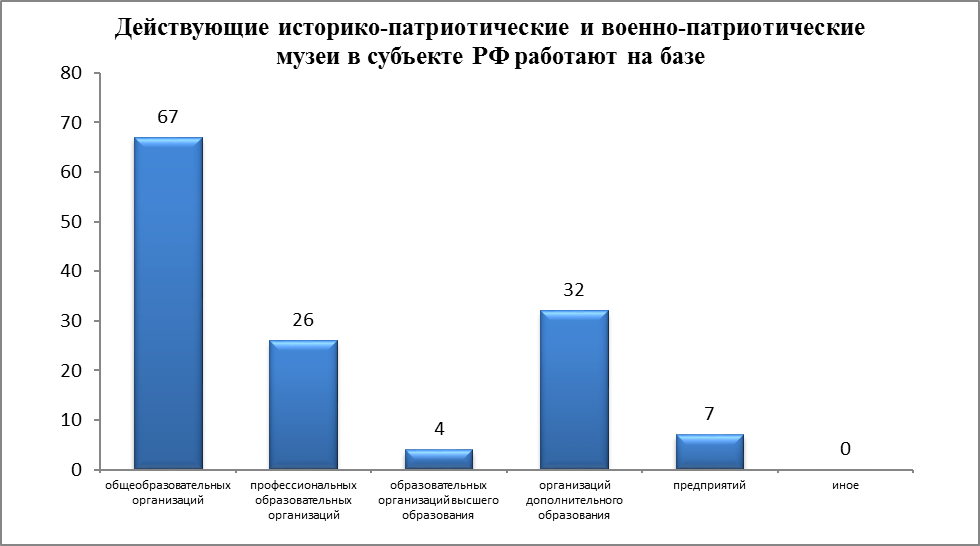 Действующие историко-патриотические и военно-патриотические
музеи в субъекте РФ работают на базе
80
70
60
50
40
30
20
10
0
67
26
4
32
7
0
общеобразовательных
организаций
профессиональных
образовательных
организаций
образовательных
организаций высшего
образования
организаций
дополнительного
образования
предприятий
иное